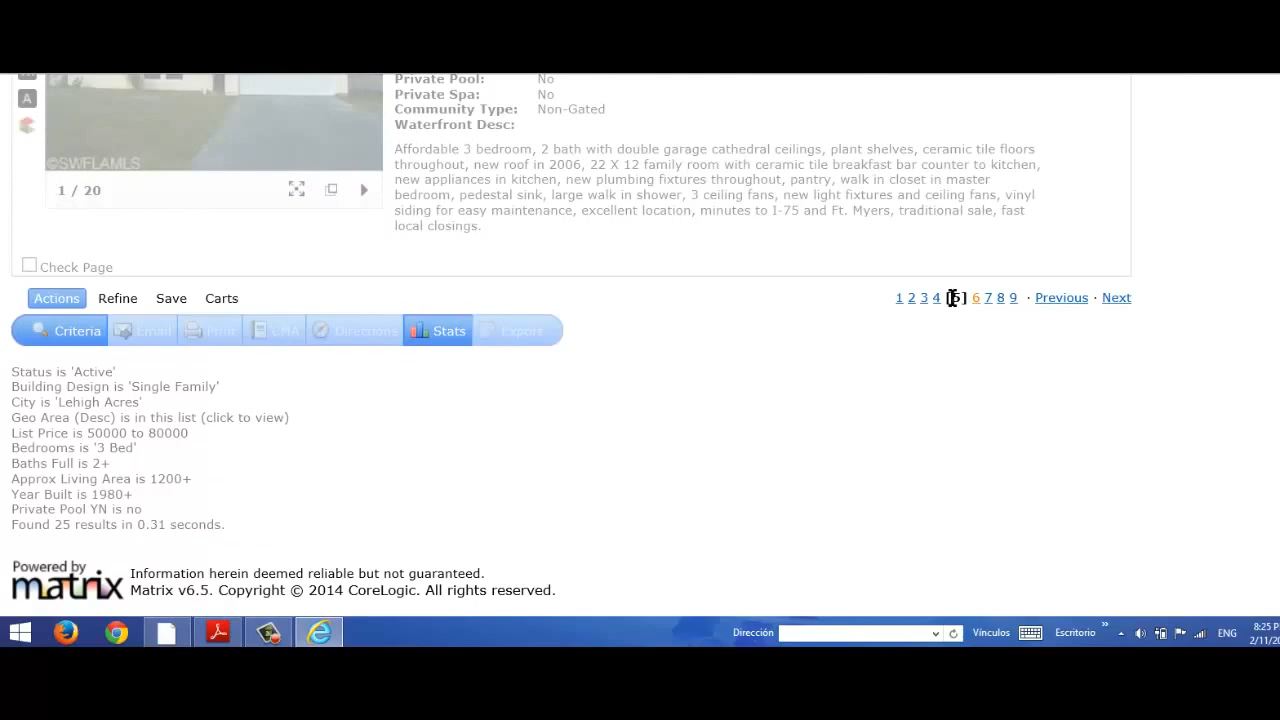 Private Pool: No
Private Spa: No
Community Type: Non-Gated
Waterfront Desc:
A
©SWFLAMLS
1 / 20
Affordable 3 bedroom, 2 bath with double garage cathedral ceilings, plant shelves, ceramic tile floors
throughout, new roof in 2006, 22 X 12 family room with ceramic tile breakfast bar counter to kitchen,
new appliances in kitchen, new plumbing fixtures throughout, pantry, walk in closet in master
bedroom, pedestal sink, large walk in shower, 3 ceiling fans, new light fixtures and ceiling fans, vinyl
siding for easy maintenance, excellent location, minutes to I-75 and Ft. Myers, traditional sale, fast
local closings.
Check Page
Actions Refine Save Carts
1 2 3 4 [5] 6 7 8 9 · Previous · Next
Criteria Email Print CMA Directions Stats Export
Status is 'Active'
Building Design is 'Single Family'
City is 'Lehigh Acres'
Geo Area (Desc) is in this list (click to view)
List Price is 50000 to 80000
Bedrooms is '3 Bed'
Baths Full is 2+
Approx Living Area is 1200+
Year Built is 1980+
Private Pool YN is no
Found 25 results in 0.31 seconds.
Powered by
matrix
Information herein deemed reliable but not guaranteed.
Matrix v6.5. Copyright © 2014 CoreLogic. All rights reserved.
Dirección Vínculos Escritorio » ENG
8:25 P
2/11/20